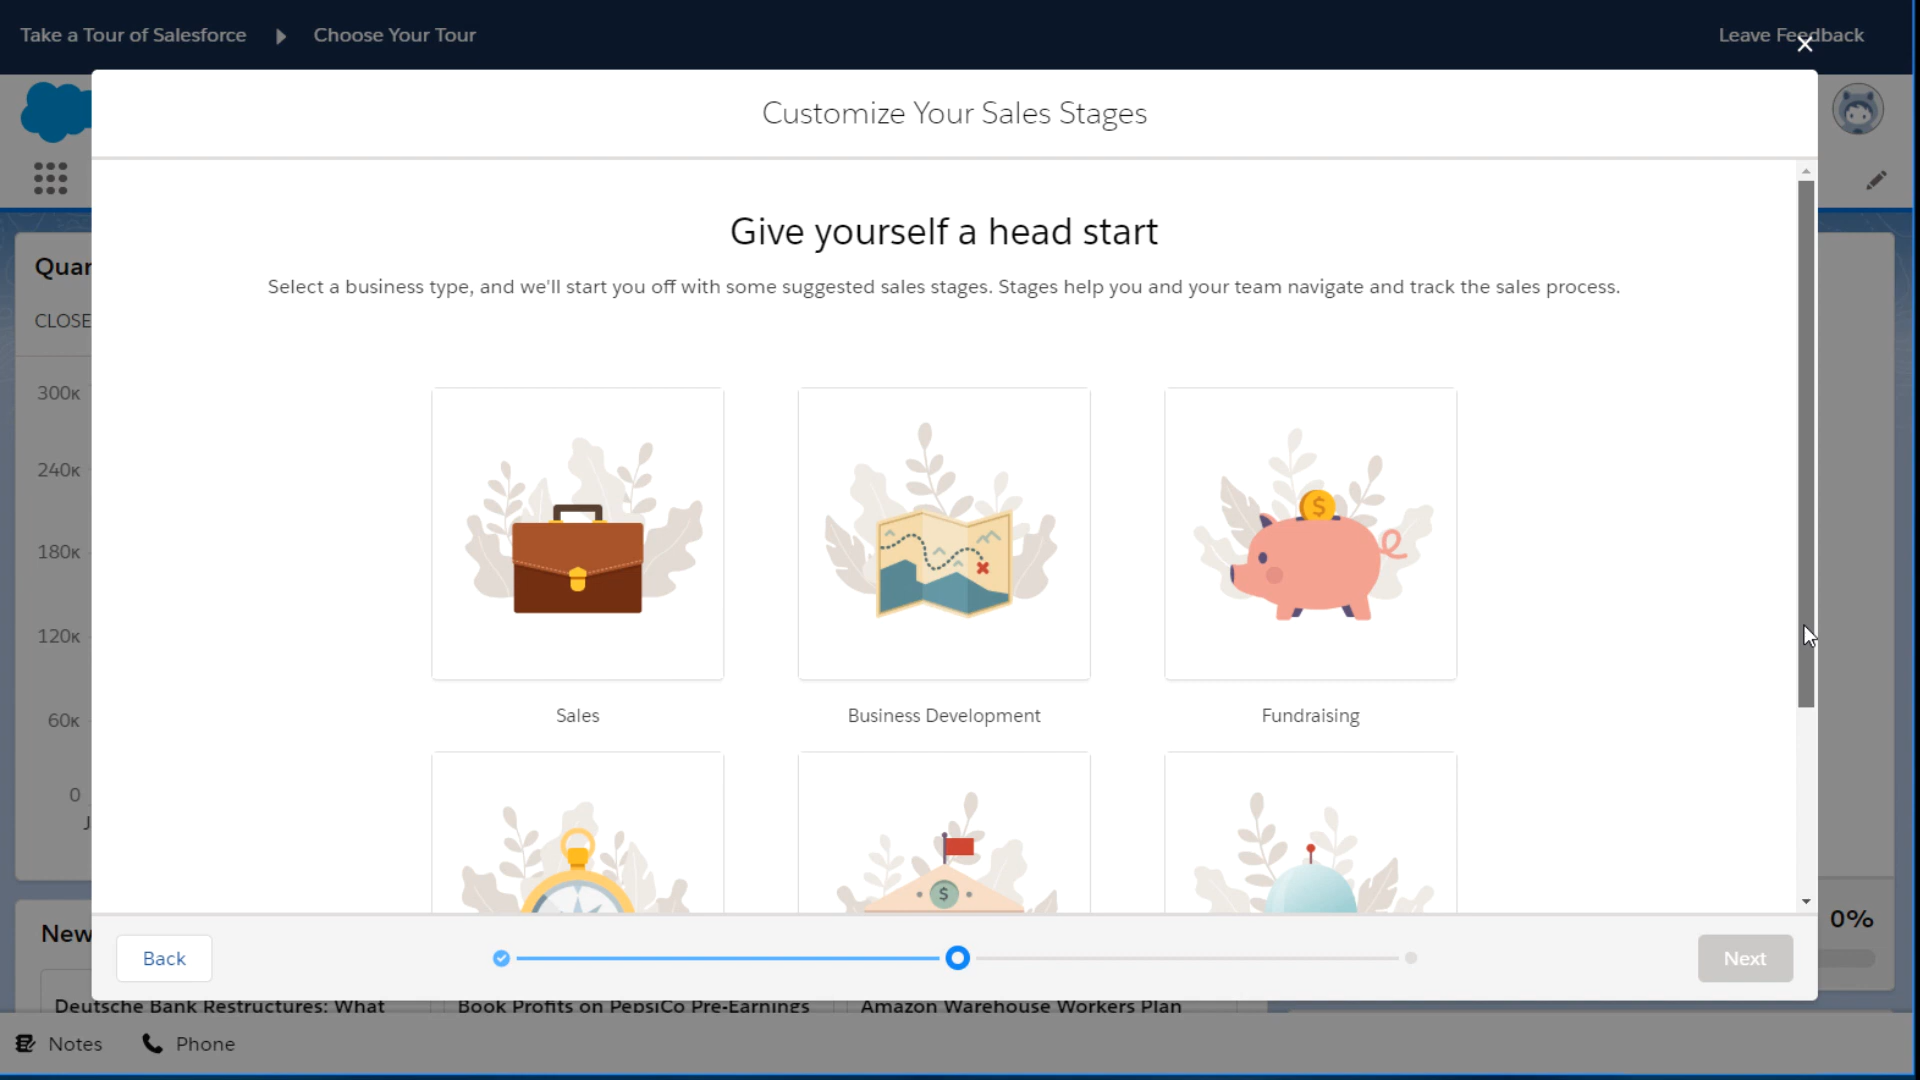 Take a Tour of Salesforce
Choose Your Tour
Leave Feedback
Customize Your Sales Stages
Give yourself a head start
Select a business type, and we'll start you off with some suggested sales stages. Stages help you and your team navigate and track the sales process.
Quar
CLOSE
300K
240K
180K
120K
60K
0
J
$
Sales
Business Development
Fundraising
$
New
0%
Back
Next
Deutsche Bank Restructures: What
Book Profits on PepsiCo Pre-Earnings
Amazon Warehouse Workers Plan
Notes
Phone